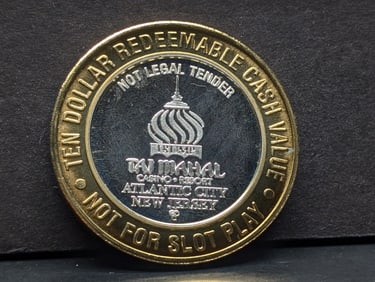 TEN DOLLAR REDEEMABLE CASH VALUE
NOT LEGAL TENDER
TAJ MAHAL
CASINO • RESORT
ATLANTIC CITY
NEW JERSEY
• NOT FOR SLOT PLAY •